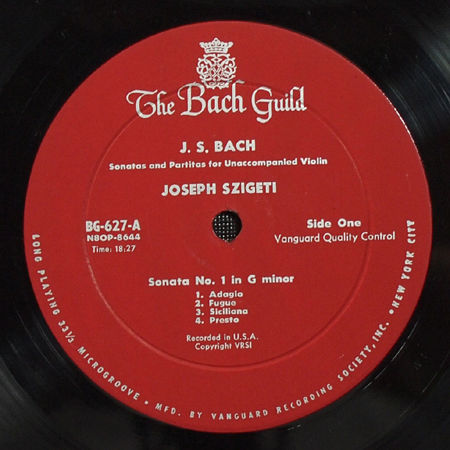 The Bach Guild
J. S. BACH
Sonatas and Partitas for Unaccompanied Violin
JOSEPH SZIGETI
BG-627-A
N8OP-8644
Time: 18:27
Side One
Vanguard Quality Control
Sonata No. 1 in G minor
1. Adagio
2. Fugue
3. Siciliana
4. Presto
Recorded in U.S.A.
Copyright VRSI
LONG PLAYING 33⅓ MICROGROOVE • MFD. BY VANGUARD RECORDING SOCIETY, INC. • NEW YORK CITY